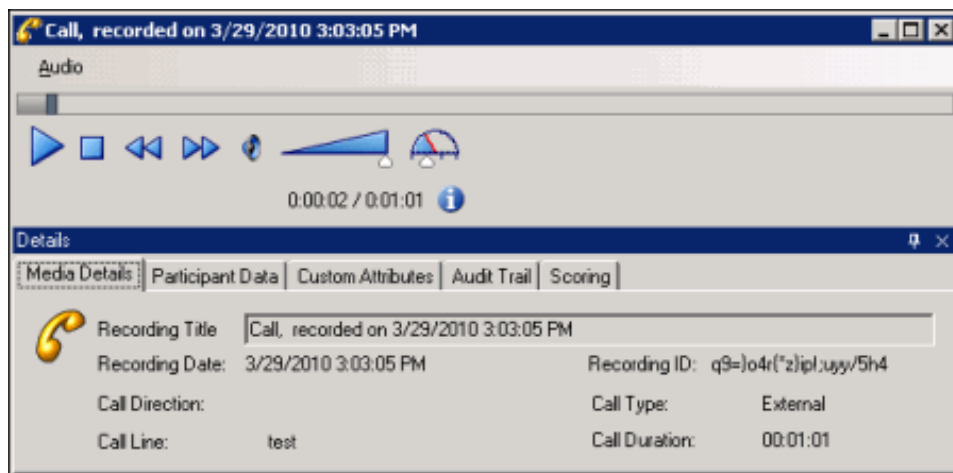 Call, recorded on 3/29/2010 3:03:05 PM
Audio
0:00:02 / 0:01:01
Details
Media Details Participant Data Custom Attributes Audit Trail Scoring
Recording Title Call, recorded on 3/29/2010 3:03:05 PM
Recording Date: 3/29/2010 3:03:05 PM Recording ID:
Call Direction: Call Type: External
Call Line: test Call Duration: 00:01:01